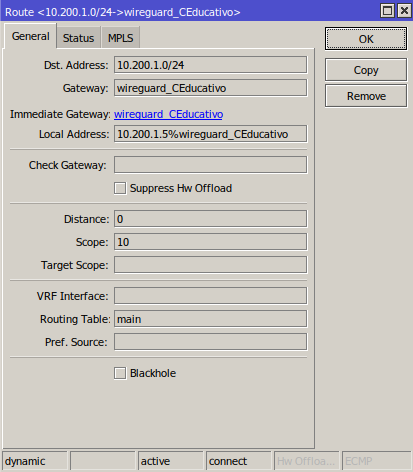 Route <10.200.1.0/24->wireguard_CEducativo>
General Status MPLS
OK
Copy
Remove
Dst. Address: 10.200.1.0/24
Gateway: wireguard_CEducativo
Immediate Gateway: wireguard_CEducativo
Local Address: 10.200.1.5%wireguard_CEducativo
Check Gateway:
Suppress Hw Offload
Distance: 0
Scope: 10
Target Scope:
VRF Interface:
Routing Table: main
Pref. Source:
Blackhole
dynamic active connect Hw Offloa... ECMP